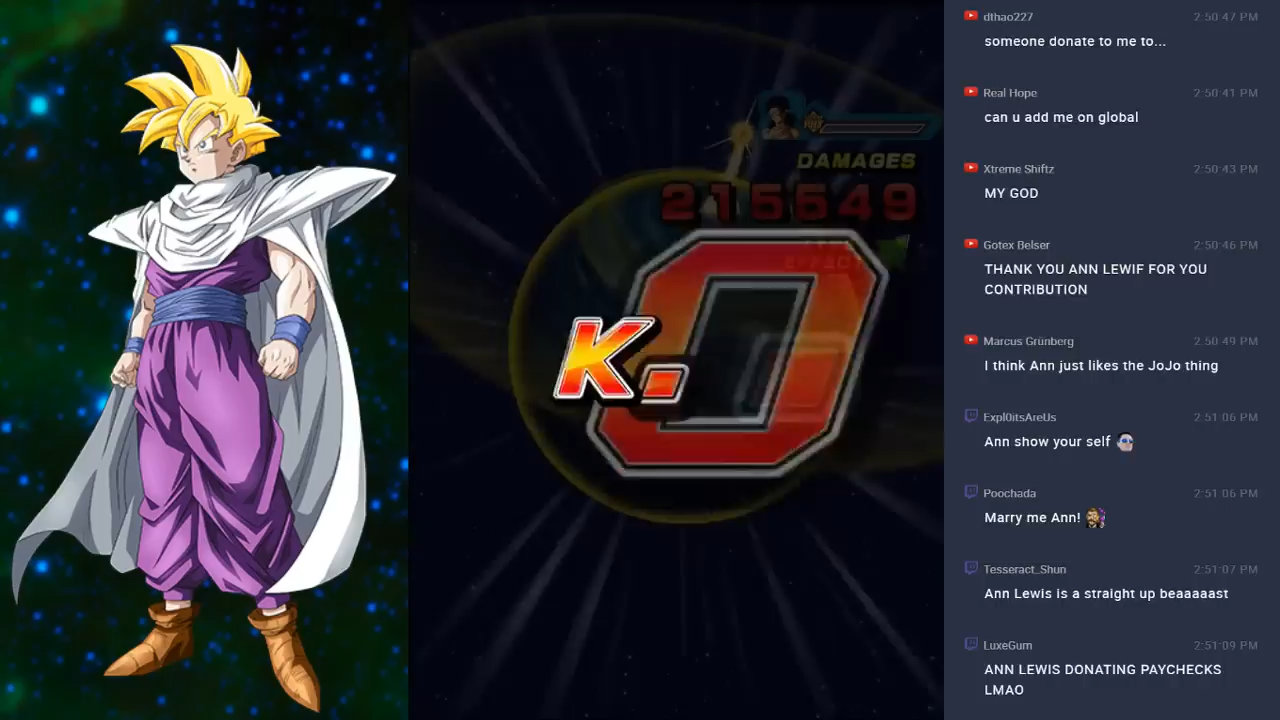 DAMAGES
215549
K.O
dthao227 2:50:47 PM
someone donate to me to...
Real Hope 2:50:41 PM
can u add me on global
Xtreme Shiftz 2:50:43 PM
MY GOD
Gotex Belser 2:50:46 PM
THANK YOU ANN LEWIF FOR YOU
CONTRIBUTION
Marcus Grünberg 2:50:49 PM
I think Ann just likes the JoJo thing
Expl0itsAreUs 2:51:06 PM
Ann show your self
Poochada 2:51:06 PM
Marry me Ann!
Tesseract_Shun 2:51:07 PM
Ann Lewis is a straight up beaaaaast
LuxeGum 2:51:09 PM
ANN LEWIS DONATING PAYCHECKS
LMAO